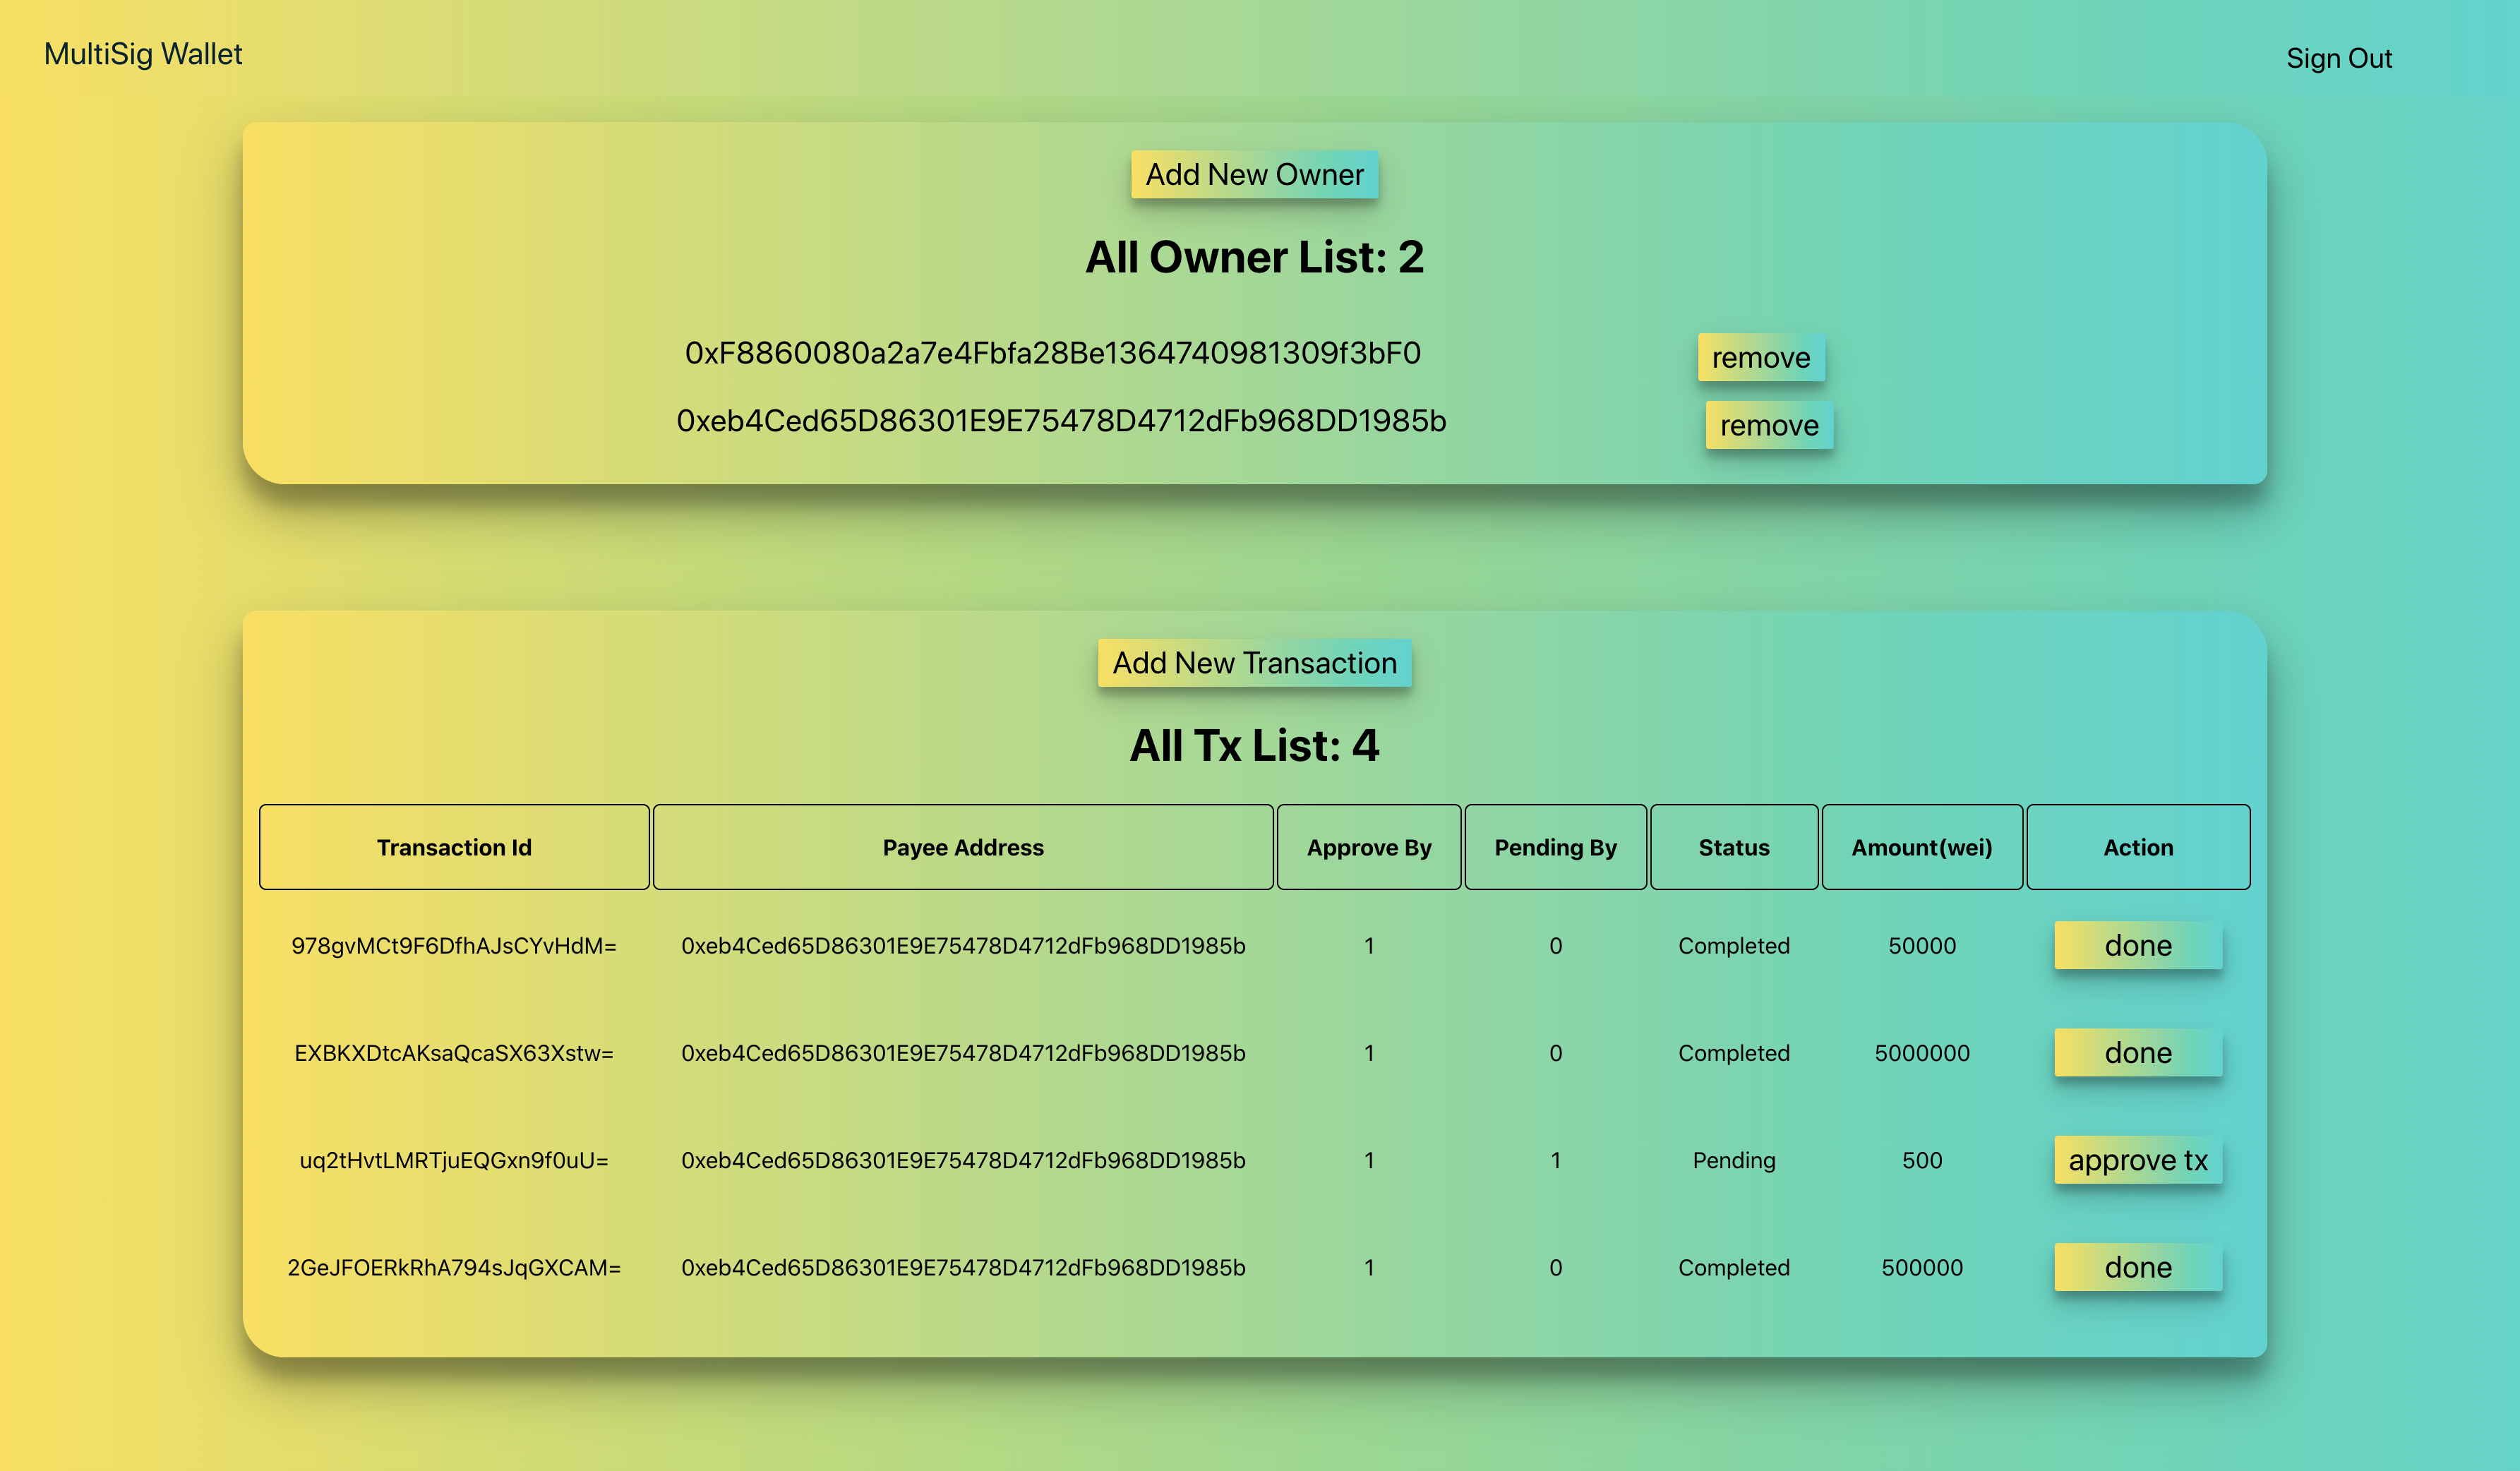 MultiSig Wallet
Sign Out
Add New Owner
All Owner List: 2
0xF8860080a2a7e4Fbfa28Be1364740981309f3bF0 remove
0xeb4Ced65D86301E9E75478D4712dFb968DD1985b remove
Add New Transaction
All Tx List: 4
Transaction Id Payee Address Approve By Pending By Status Amount(wei) Action
978gvMCt9F6DfhAJsCYvHdM= 0xeb4Ced65D86301E9E75478D4712dFb968DD1985b 1 0 Completed 50000 done
EXBKXDtcAKsaQcaSX63Xstw= 0xeb4Ced65D86301E9E75478D4712dFb968DD1985b 1 0 Completed 5000000 done
uq2tHvtLMRTjuEQGxn9f0uU= 0xeb4Ced65D86301E9E75478D4712dFb968DD1985b 1 1 Pending 500 approve tx
2GeJFOERkRhA794sJqGXCAM= 0xeb4Ced65D86301E9E75478D4712dFb968DD1985b 1 0 Completed 500000 done